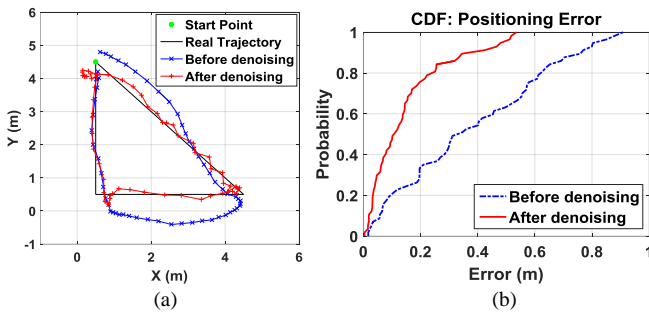 Start Point
Real Trajectory
Before denoising
After denoising
6
5
4
3
2
1
0
-1
Y (m)
0
2
4
6
X (m)
(a)
CDF: Positioning Error
1
0.8
0.6
0.4
0.2
0
Probability
Before denoising
After denoising
0
0.2
0.4
0.6
0.8
1
Error (m)
(b)